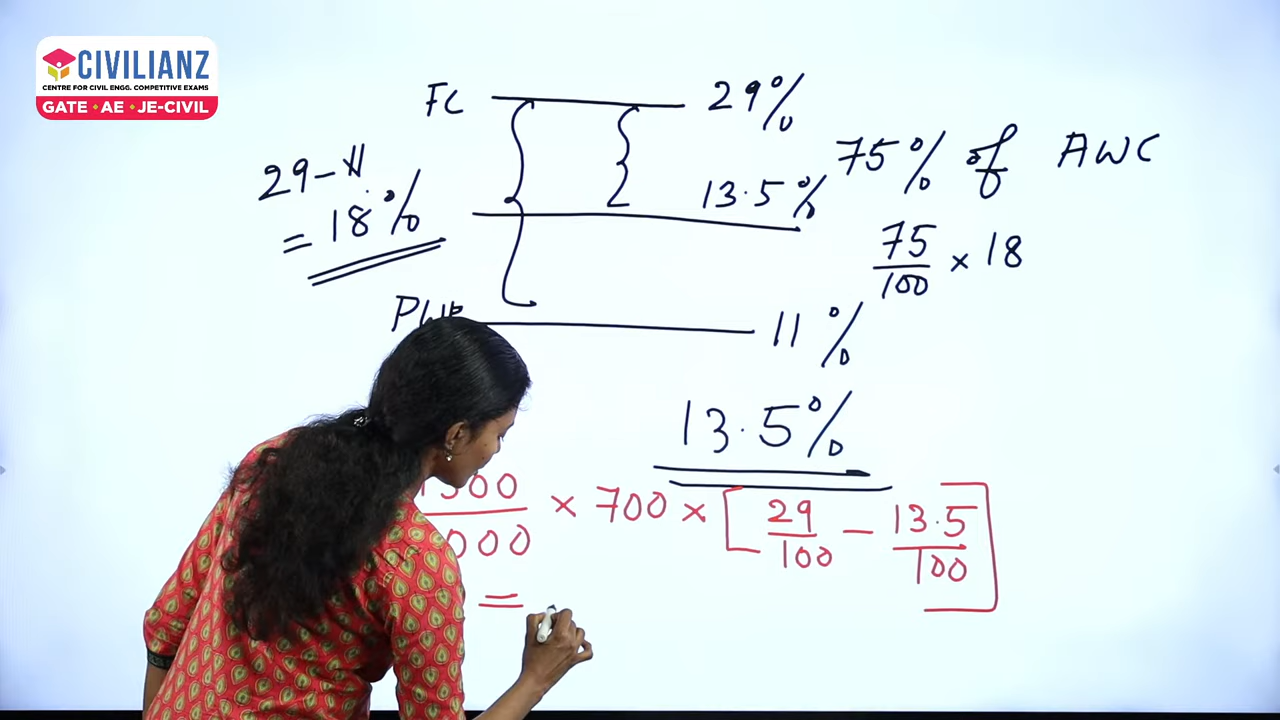 CIVILIANZ
CENTRE FOR CIVIL ENGG. COMPETITIVE EXAMS
GATE • AE • JE-CIVIL
FC
29%
75% of AWC
29-11
= 18%
13.5%
75/100 × 18
11%
13.5%
× 700 × [29/100 - 13.5/100]
=